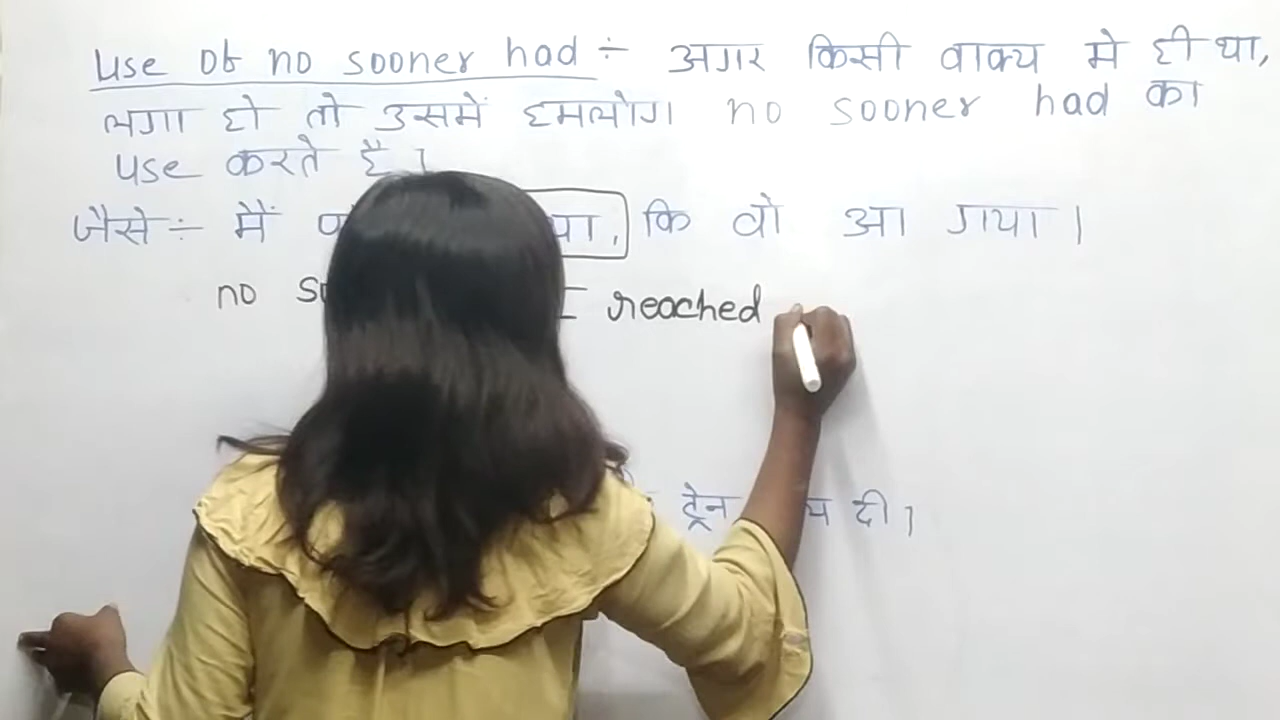 use of no sooner had ÷ अगर किसी वाक्य मे ही था,
लगा हो तो उसमें हमलोग no sooner had का
use करते है।
जैसे ÷ मैं था, कि वो आ गया।
no I reached
ट्रेन दी।